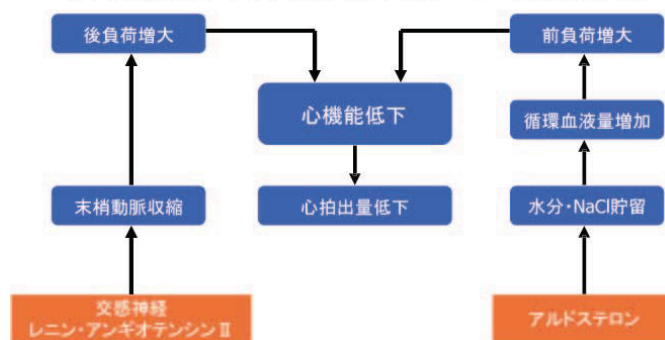 後負荷増大
前負荷増大
心機能低下
循環血液量増加
末梢動脈収縮
心拍出量低下
水分・NaCl貯留
交感神経
レニン・アンギオテンシンⅡ
アルドステロン